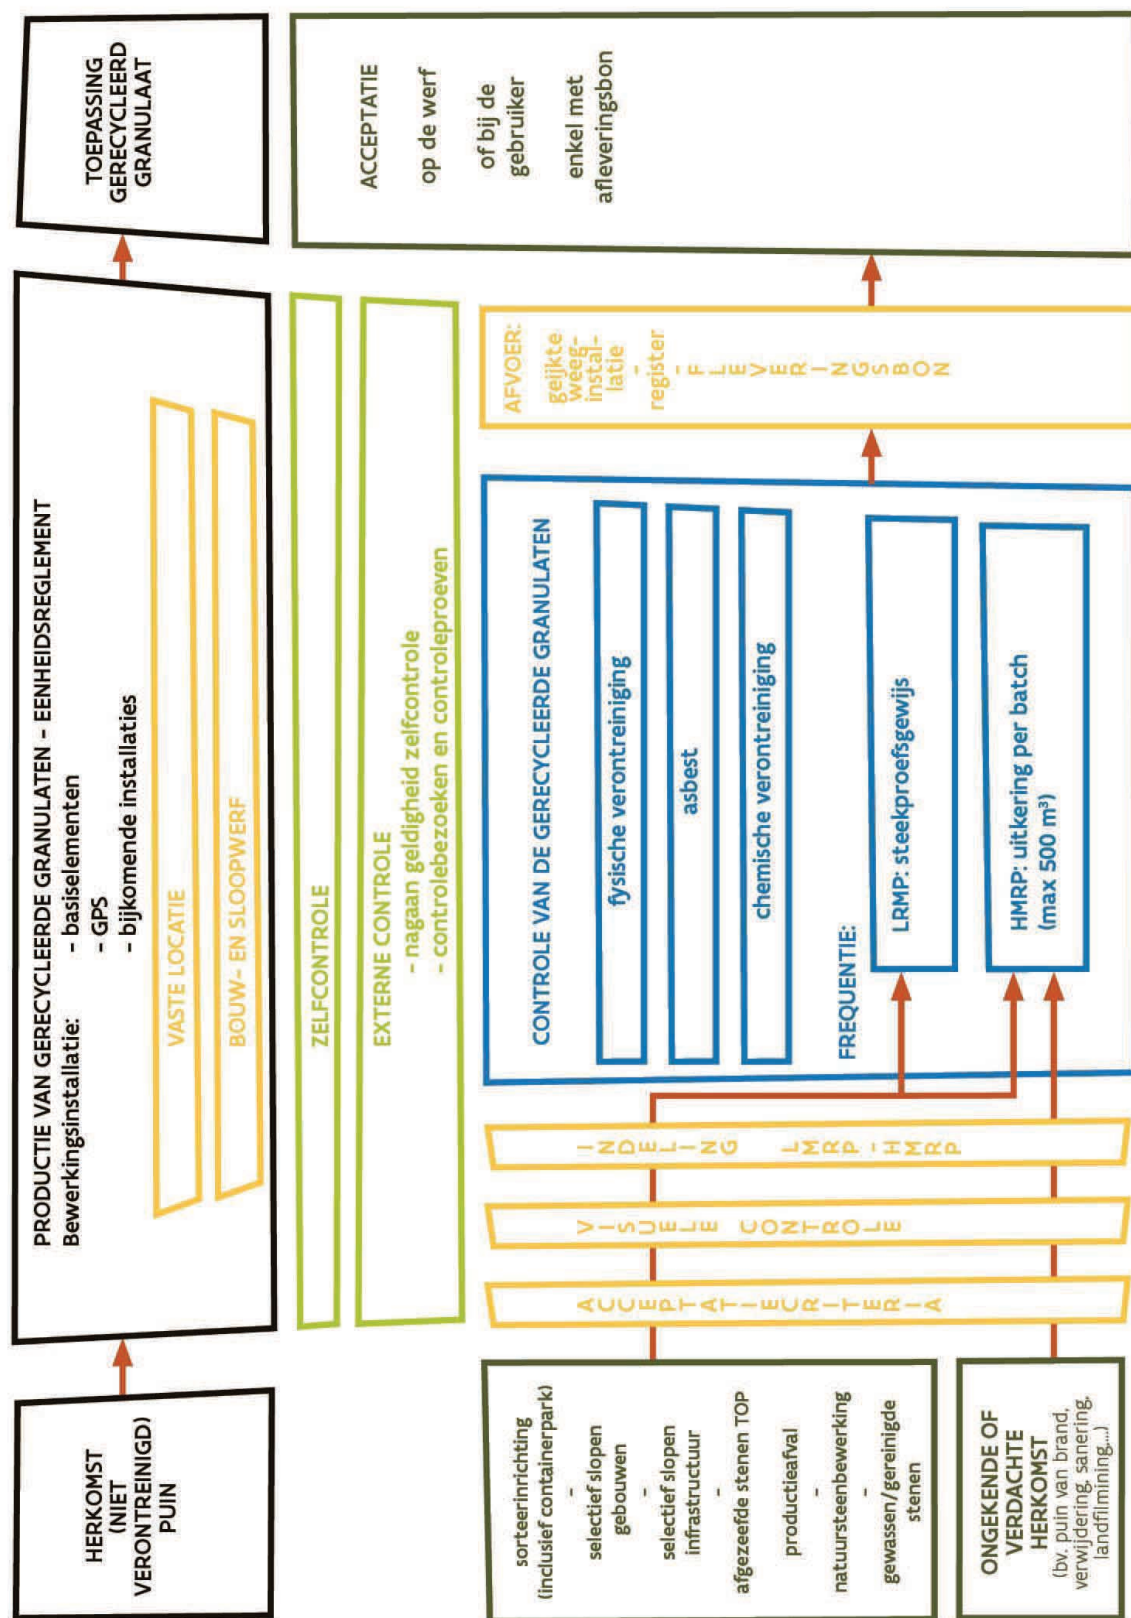 HERKOMST
(NIET
VERONTREINIGD)
PUIN
PRODUCTIE VAN GERECYCLEERDE GRANULATEN – EENHEIDSREGLEMENT
Bewerkingsinstallatie:
- basiselementen
- GPS
- bijkomende installaties
VASTE LOCATIE
BOUW- EN SLOOPWERF
TOEPASSING
GERECYCLEERD
GRANULAAT
ZELFCONTROLE
EXTERNE CONTROLE
- nagaan geldigheid zelfcontrole
- controlebezoeken en controleproeven
sorteerinrichting
(inclusief containerpark)
-
selectief slopen
gebouwen
-
selectief slopen
infrastructuur
-
afgezeefde stenen TOP
-
productieafval
-
natuursteenbewerking
-
gewassen/gereinigde
stenen
ONGEKENDE OF
VERDACHTE
HERKOMST
(bv. puin van brand,
verwijdering, sanering,
landfilmining,...)
ACCEPTATIECRITERIA
VISUELE CONTROLE
INDELING LMRP-HMRP
CONTROLE VAN DE GERECYCLEERDE GRANULATEN
fysische verontreiniging
asbest
chemische verontreiniging
FREQUENTIE:
LRMP: steekproefsgewijs
HMRP: uitkering per batch
(max 500 m³)
AFVOER:
geijkte
weeg-
instal-
latie
-
register
-
FLEVERINGSBON
ACCEPTATIE
op de werf
of bij de
gebruiker
enkel met
afleveringsbon